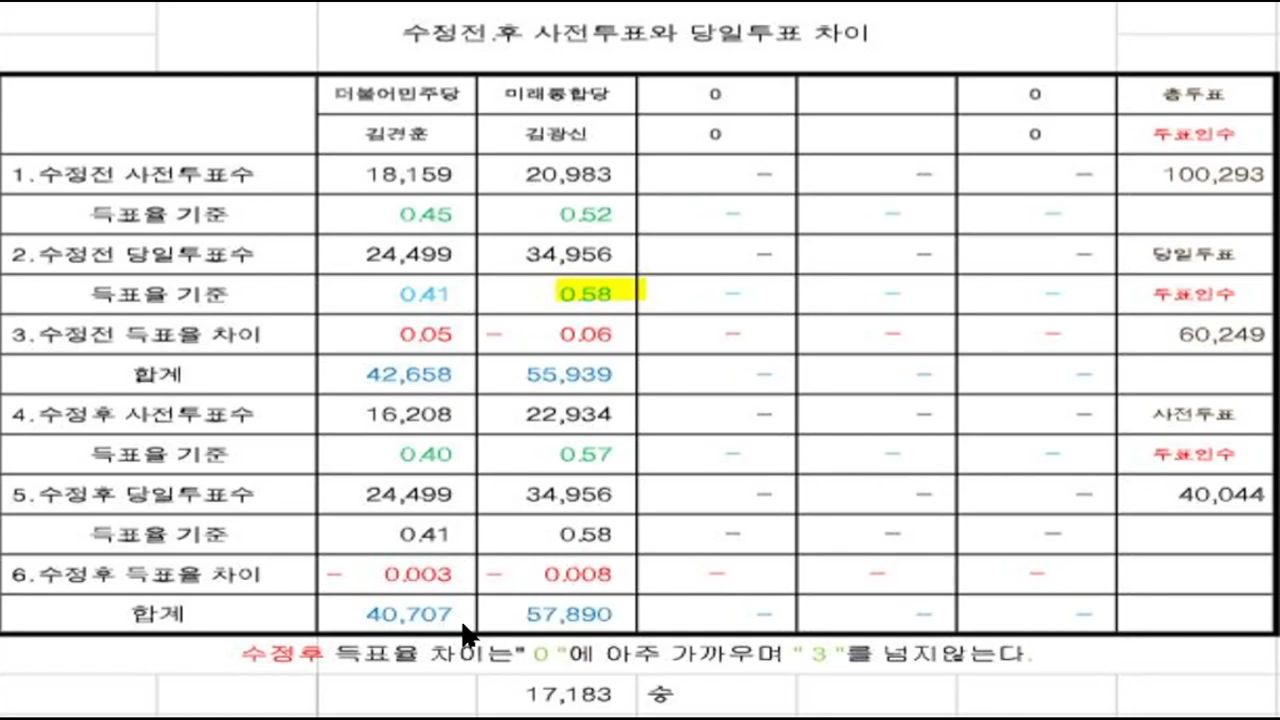 수정전.후 사전투표와 당일투표 차이
더불어민주당 미래통합당 0 0 총투표
김경훈 김광신 0 0 투표인수
1.수정전 사전투표수 18,159 20,983 - - - 100,293
득표율 기준 0.45 0.52 - - -
2.수정전 당일투표수 24,499 34,956 - - - 당일투표
득표율 기준 0.41 0.58 - - - 투표인수
3.수정전 득표율 차이 0.05 - 0.06 - - - 60,249
합계 42,658 55,939 - - -
4.수정후 사전투표수 16,208 22,934 - - - 사전투표
득표율 기준 0.40 0.57 - - - 투표인수
5.수정후 당일투표수 24,499 34,956 - - - 40,044
득표율 기준 0.41 0.58 - - -
6.수정후 득표율 차이 - 0.003 - 0.008 - - -
합계 40,707 57,890 - - -
수정후 득표율 차이는" 0 "에 아주 가까우며 " 3 "를 넘지않는다.
17,183 승